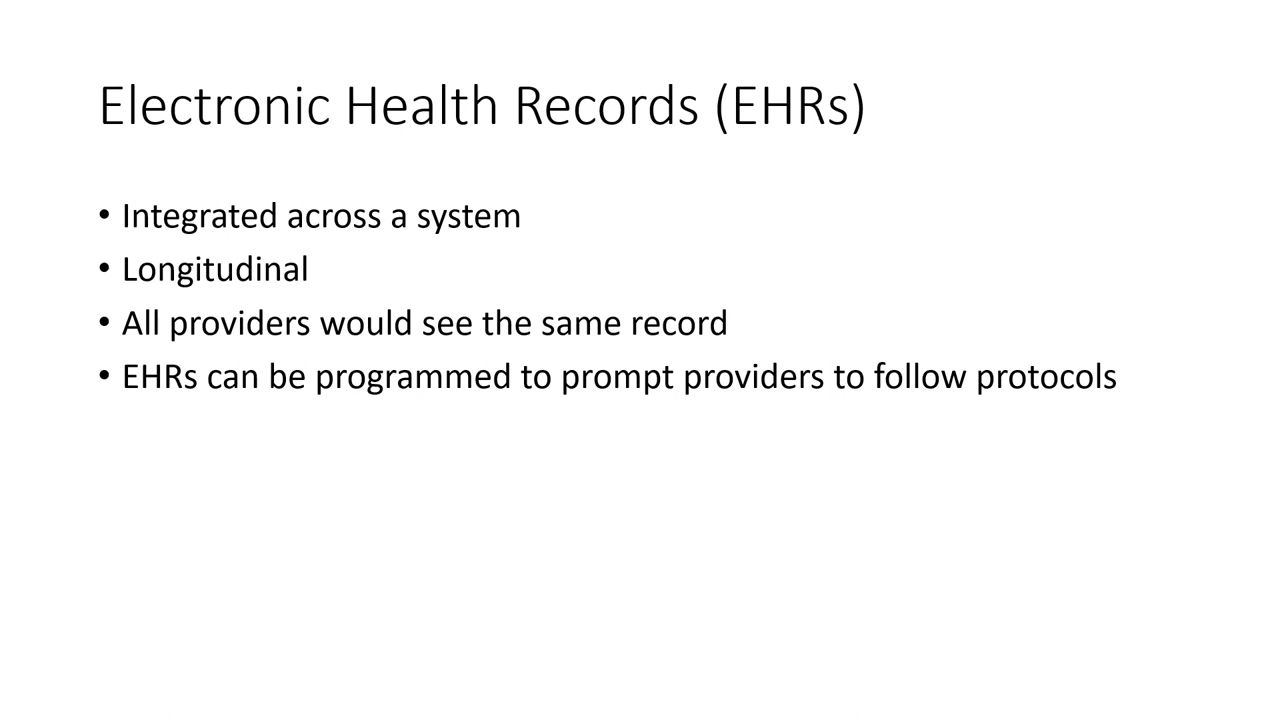 Electronic Health Records (EHRs)
• Integrated across a system
• Longitudinal
• All providers would see the same record
• EHRs can be programmed to prompt providers to follow protocols